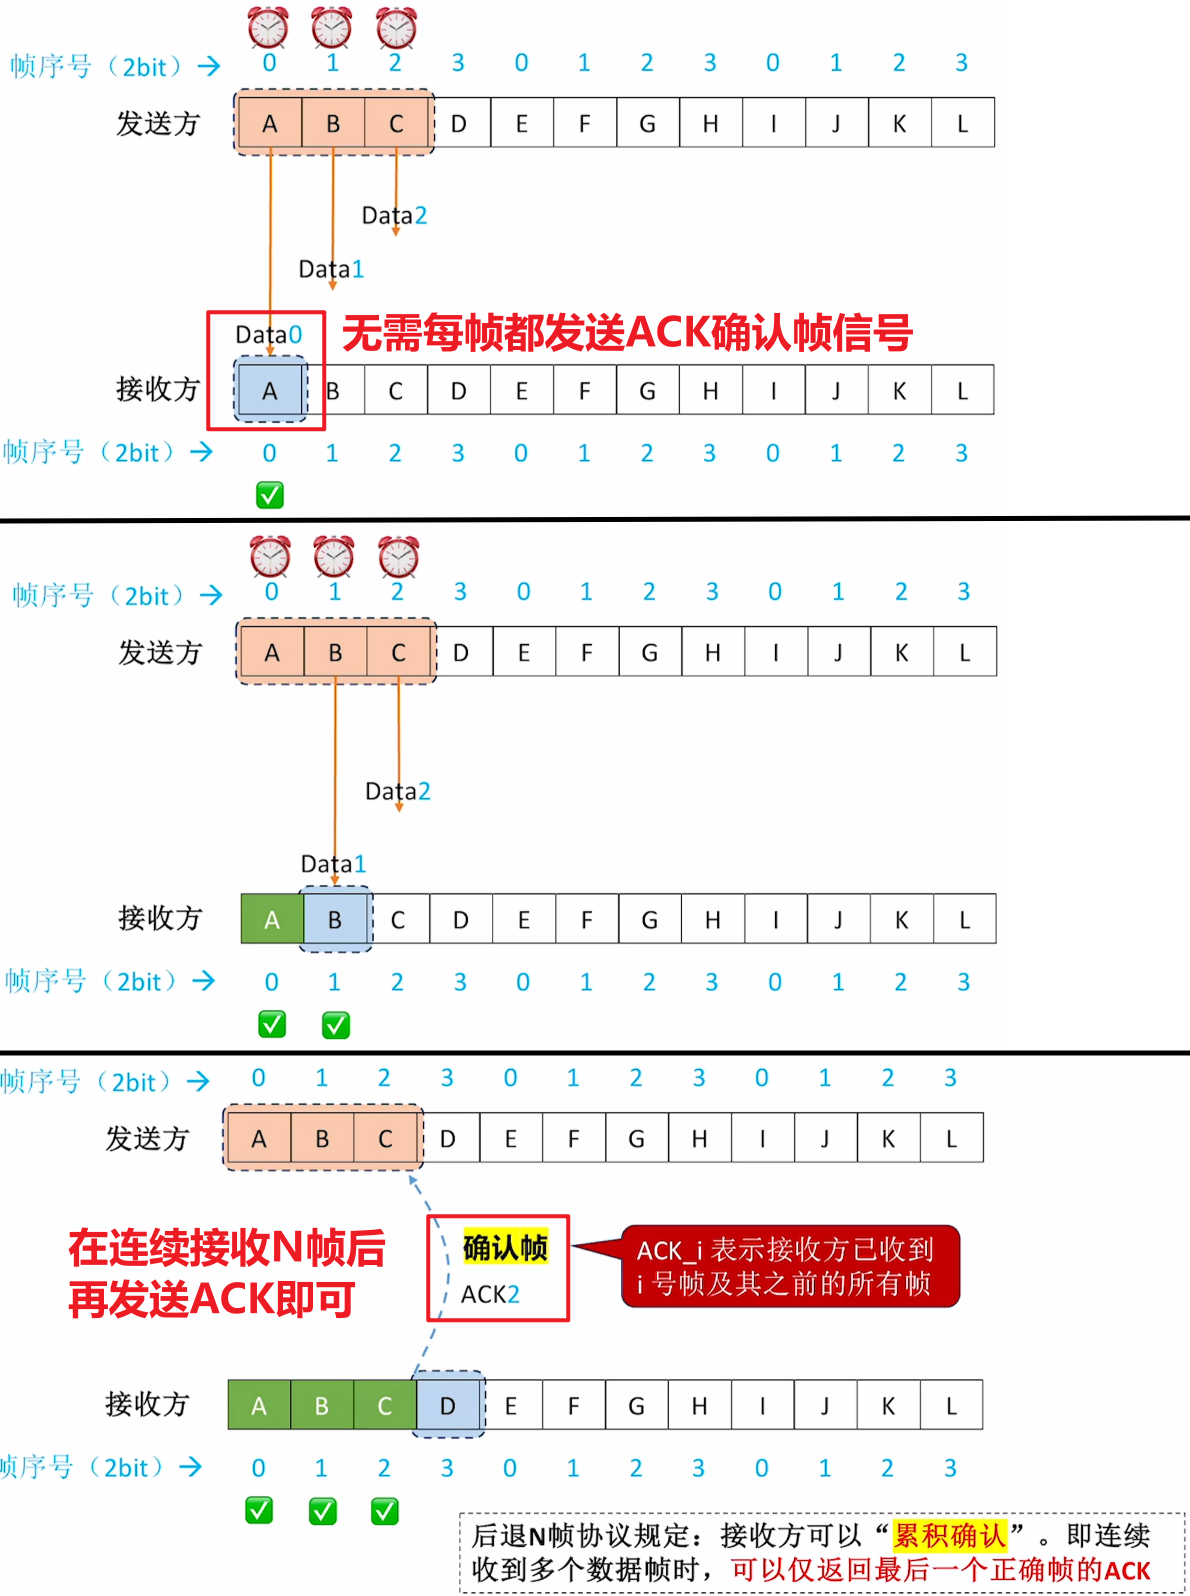 帧序号（2bit）→ 0 1 2 3 0 1 2 3 0 1 2 3
发送方 A B C D E F G H I J K L
Data2
Data1
Data0
无需每帧都发送ACK确认帧信号
接收方 A B C D E F G H I J K L
帧序号（2bit）→ 0 1 2 3 0 1 2 3 0 1 2 3
帧序号（2bit）→ 0 1 2 3 0 1 2 3 0 1 2 3
发送方 A B C D E F G H I J K L
Data2
Data1
接收方 A B C D E F G H I J K L
帧序号（2bit）→ 0 1 2 3 0 1 2 3 0 1 2 3
帧序号（2bit）→ 0 1 2 3 0 1 2 3 0 1 2 3
发送方 A B C D E F G H I J K L
在连续接收N帧后
再发送ACK即可
确认帧
ACK2
ACK_i 表示接收方已收到
i 号帧及其之前的所有帧
接收方 A B C D E F G H I J K L
帧序号（2bit）→ 0 1 2 3 0 1 2 3 0 1 2 3
后退N帧协议规定：接收方可以“累积确认”。即连续
收到多个数据帧时，可以仅返回最后一个正确帧的ACK